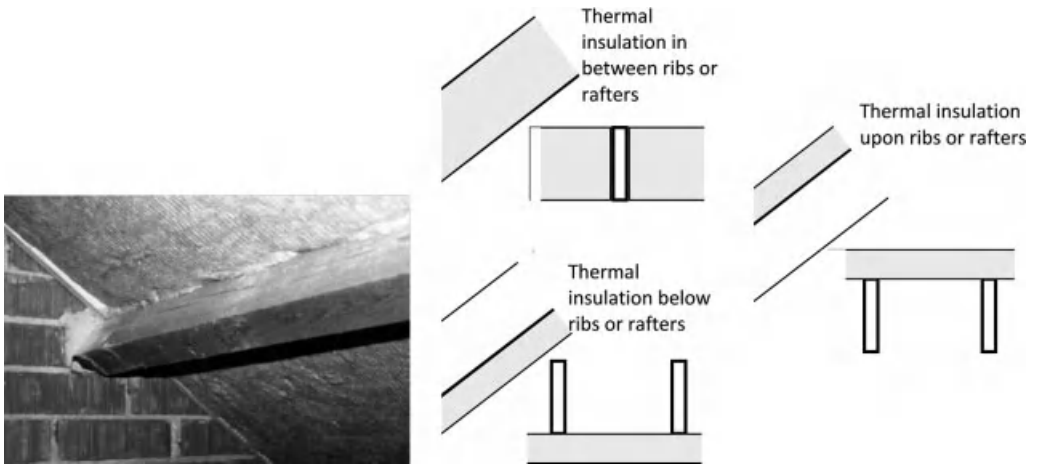 Thermal
insulation in
between ribs or
rafters
Thermal insulation
upon ribs or rafters
Thermal
insulation below
ribs or rafters